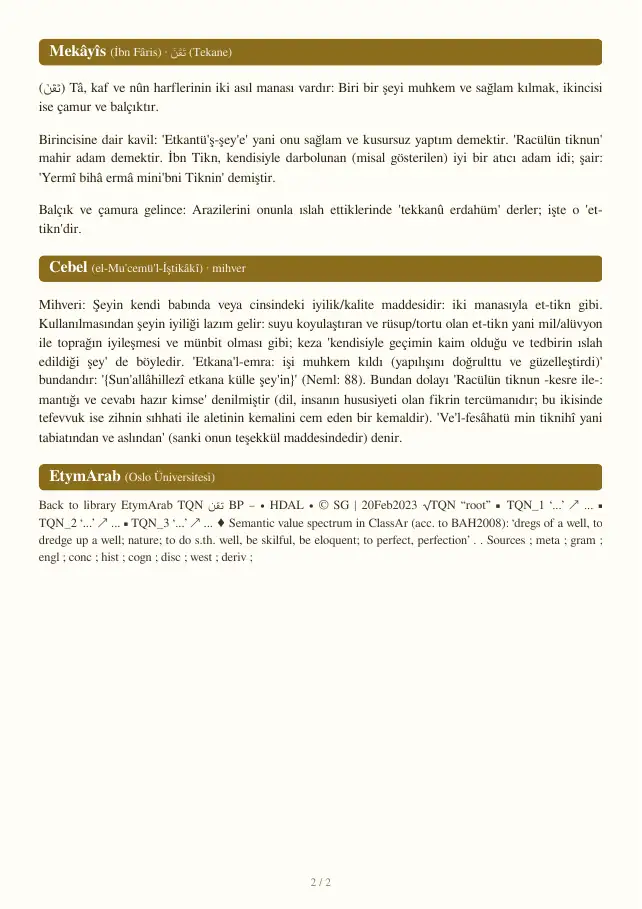 Mekâyîs (İbn Fâris) · تَقَنَ (Tekane)
(تَقَنَ) Tâ, kaf ve nûn harflerinin iki asıl manası vardır: Biri bir şeyi muhkem ve sağlam kılmak, ikincisi
ise çamur ve balçıktır.
Birincisine dair kavil: 'Etkantü'ş-şey'e' yani onu sağlam ve kusursuz yaptım demektir. 'Racülün tiknun'
mahir adam demektir. İbn Tikn, kendisiyle darbolunan (misal gösterilen) iyi bir atıcı adam idi; şair:
'Yermî bihâ ermâ mini'bni Tiknin' demiştir.
Balçık ve çamura gelince: Arazilerini onunla ıslah ettiklerinde 'tekkanû erdahüm' derler; işte o 'et-
tikn'dir.
Cebel (el-Mu'cemü'l-İştikâkî) · mihver
Mihveri: Şeyin kendi babında veya cinsindeki iyilik/kalite maddesidir: iki manasıyla et-tikn gibi.
Kullanılmasından şeyin iyiliği lazım gelir: suyu koyulaştıran ve rüsup/tortu olan et-tikn yani mil/alüvyon
ile toprağın iyileşmesi ve münbit olması gibi; keza 'kendisiyle geçimin kaim olduğu ve tedbirin ıslah
edildiği şey' de böyledir. 'Etkana'l-emra: işi muhkem kıldı (yapılışını doğrulttu ve güzelleştirdi)'
bundandır: '{Sun'allâhillezî etkana külle şey'in}' (Neml: 88). Bundan dolayı 'Racülün tiknun -kesre ile-:
mantığı ve cevabı hazır kimse' denilmiştir (dil, insanın hususiyeti olan fikrin tercümanıdır; bu ikisinde
tefevvuk ise zihnin sıhhati ile aletinin kemalini cem eden bir kemaldir). 'Ve'l-fesâhatü min tiknihî yani
tabiatından ve aslından' (sanki onun teşekkül maddesindedir) denir.
EtymArab (Oslo Üniversitesi)
Back to library EtymArab TQN تقن BP – • HDAL • © SG | 20Feb2023 √TQN “root” ▪ TQN_1 ‘...’ ↗ ... ▪
TQN_2 ‘...’ ↗ ... ▪ TQN_3 ‘...’ ↗ ... ♦ Semantic value spectrum in ClassAr (acc. to BAH2008): ‘dregs of a well, to
dredge up a well; nature; to do s.th. well, be skilful, be eloquent; to perfect, perfection’ . . Sources ; meta ; gram ;
engl ; conc ; hist ; cogn ; disc ; west ; deriv ;
2 / 2